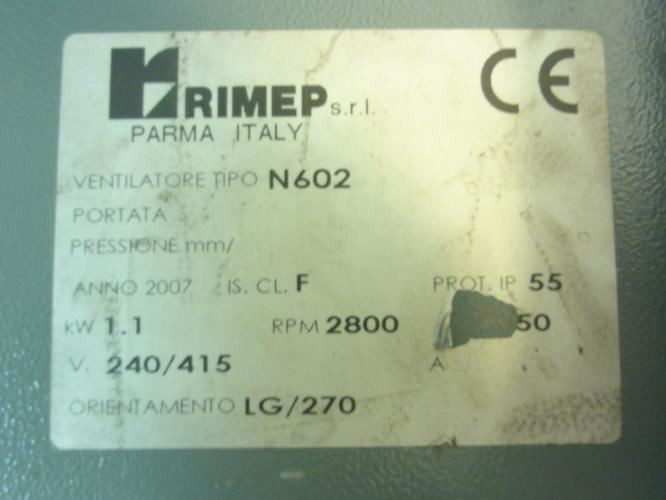 RIMEP s.r.l. CE
PARMA ITALY
VENTILATORE TIPO N602
PORTATA
PRESSIONE mm/
ANNO 2007 IS. CL. F PROT. IP 55
kW 1.1 RPM 2800 50
V. 240/415 A
ORIENTAMENTO LG/270